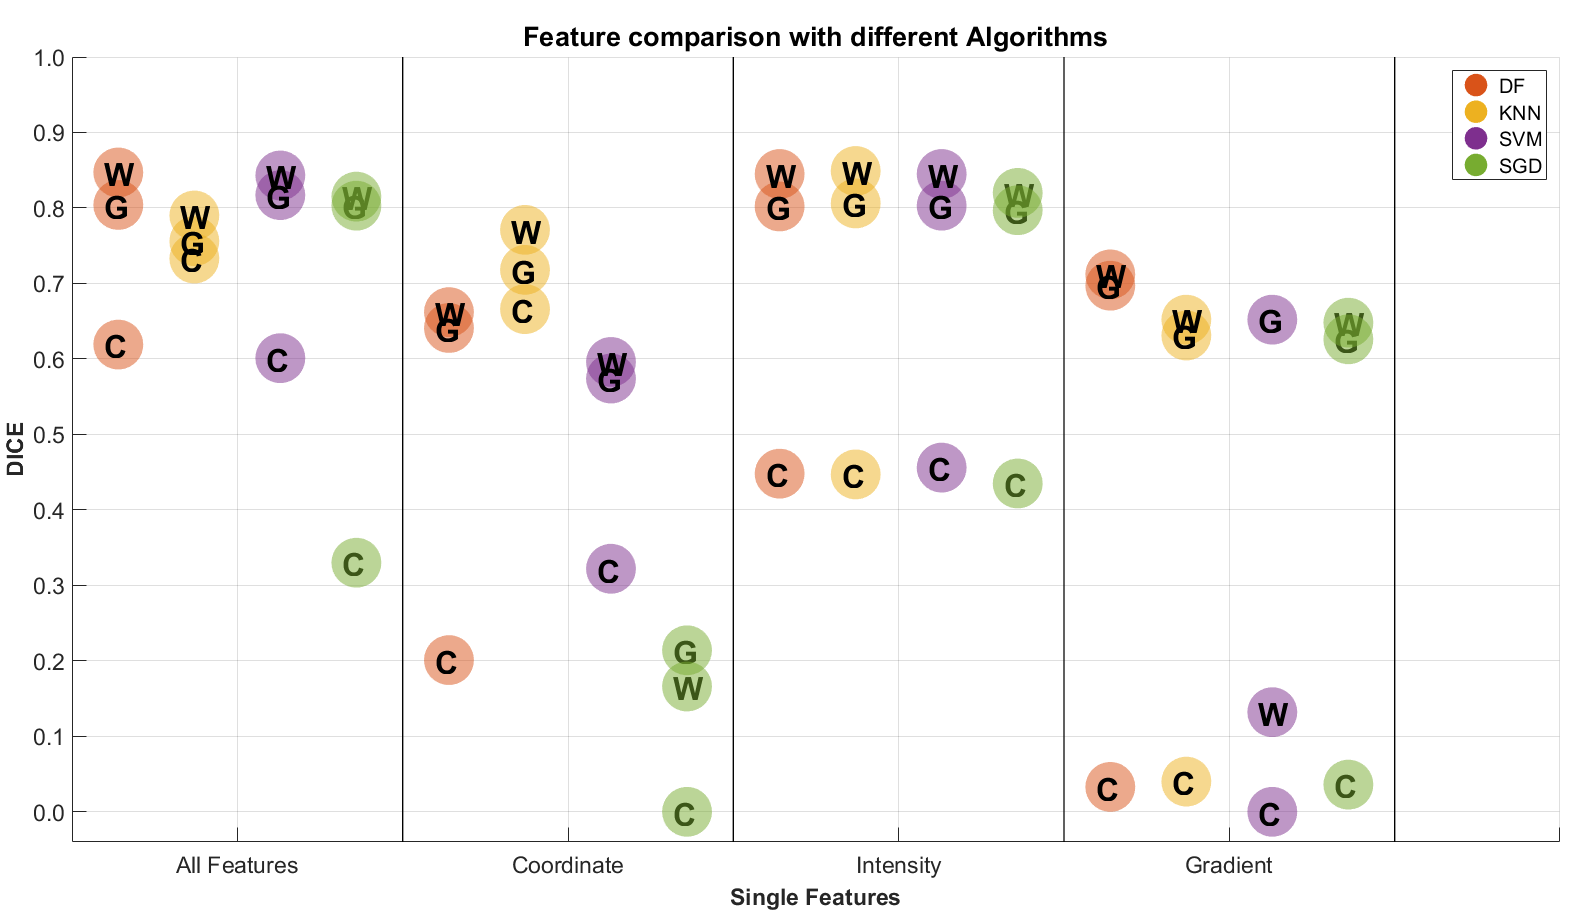 Feature comparison with different Algorithms
1.0
0.9
0.8
0.7
0.6
0.5
0.4
0.3
0.2
0.1
0.0
DICE
W
G
C
W
G
C
W
G
C
W
G
C
W
G
C
W
G
C
W
G
C
G
W
C
W
G
C
W
G
C
W
G
C
W
G
C
W
G
C
W
G
C
G
W
C
W
G
C
DF
KNN
SVM
SGD
All Features
Coordinate
Intensity
Gradient
Single Features